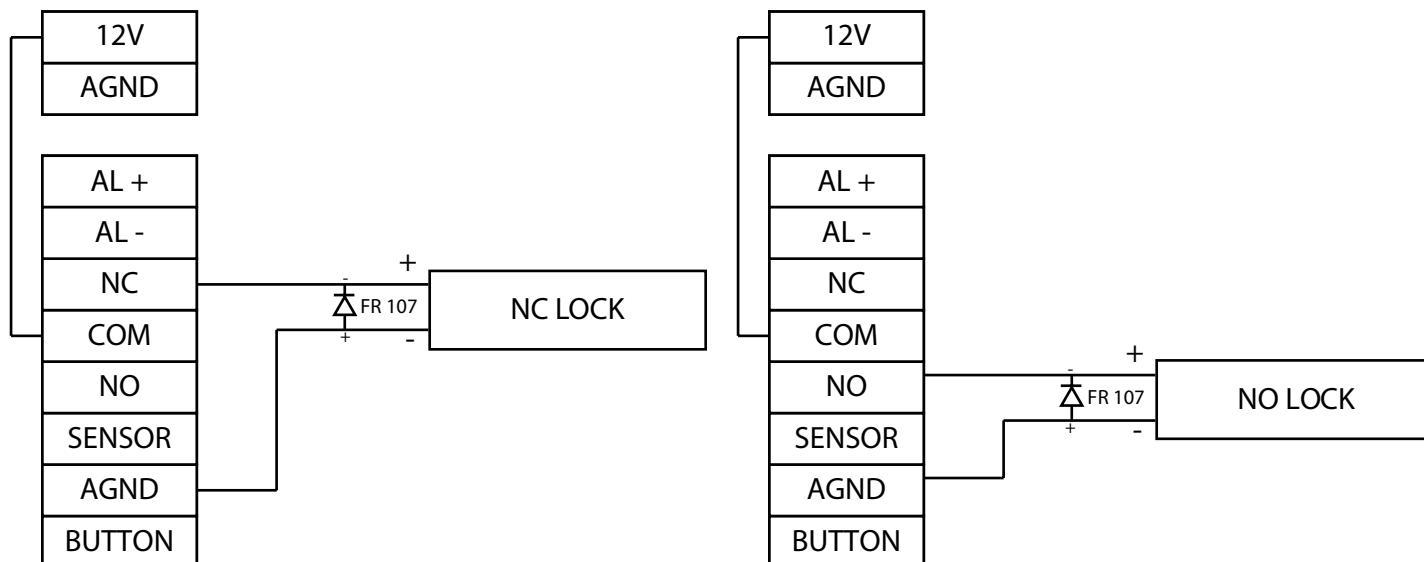 12V
AGND
AL +
AL -
NC
COM
NO
SENSOR
AGND
BUTTON
+
-
FR 107
+
-
NC LOCK
12V
AGND
AL +
AL -
NC
COM
NO
SENSOR
AGND
BUTTON
+
-
FR 107
+
-
NO LOCK